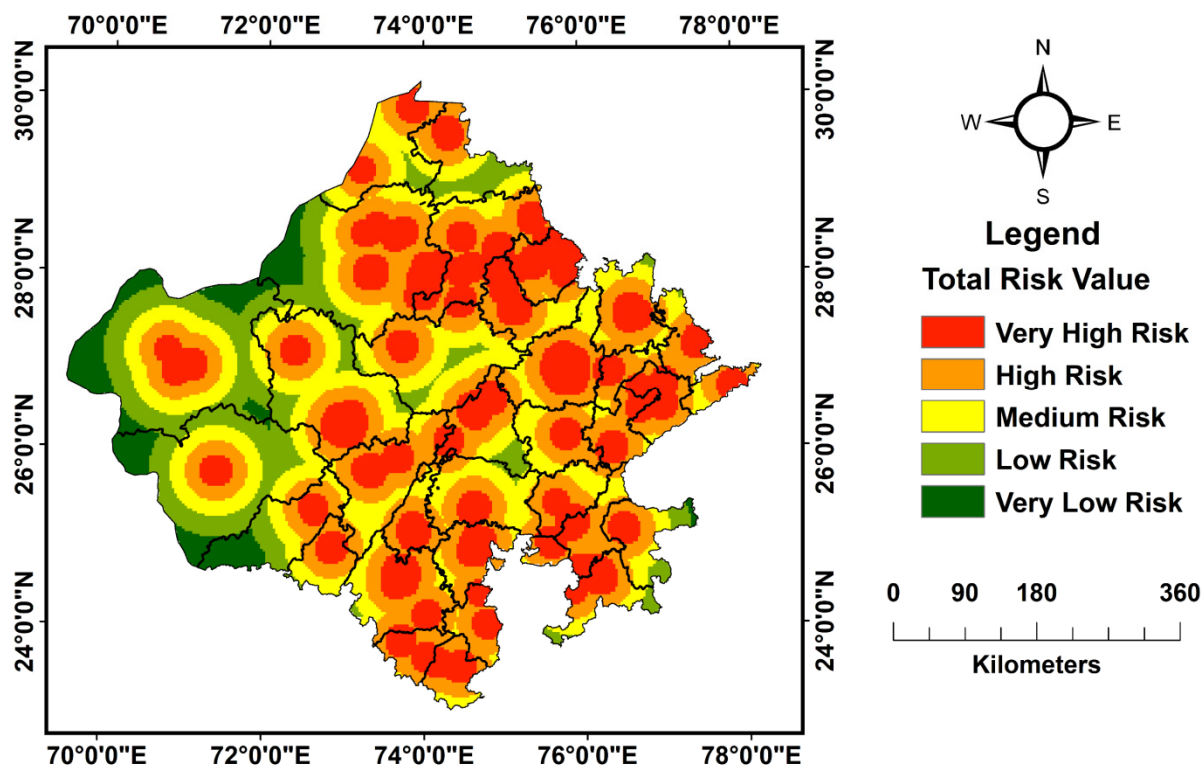 70°0'0"E 72°0'0"E 74°0'0"E 76°0'0"E 78°0'0"E
30°0'0"N 28°0'0"N 26°0'0"N 24°0'0"N
30°0'0"N 28°0'0"N 26°0'0"N 24°0'0"N
70°0'0"E 72°0'0"E 74°0'0"E 76°0'0"E 78°0'0"E
N
W E
S
Legend
Total Risk Value
Very High Risk
High Risk
Medium Risk
Low Risk
Very Low Risk
0 90 180 360
Kilometers